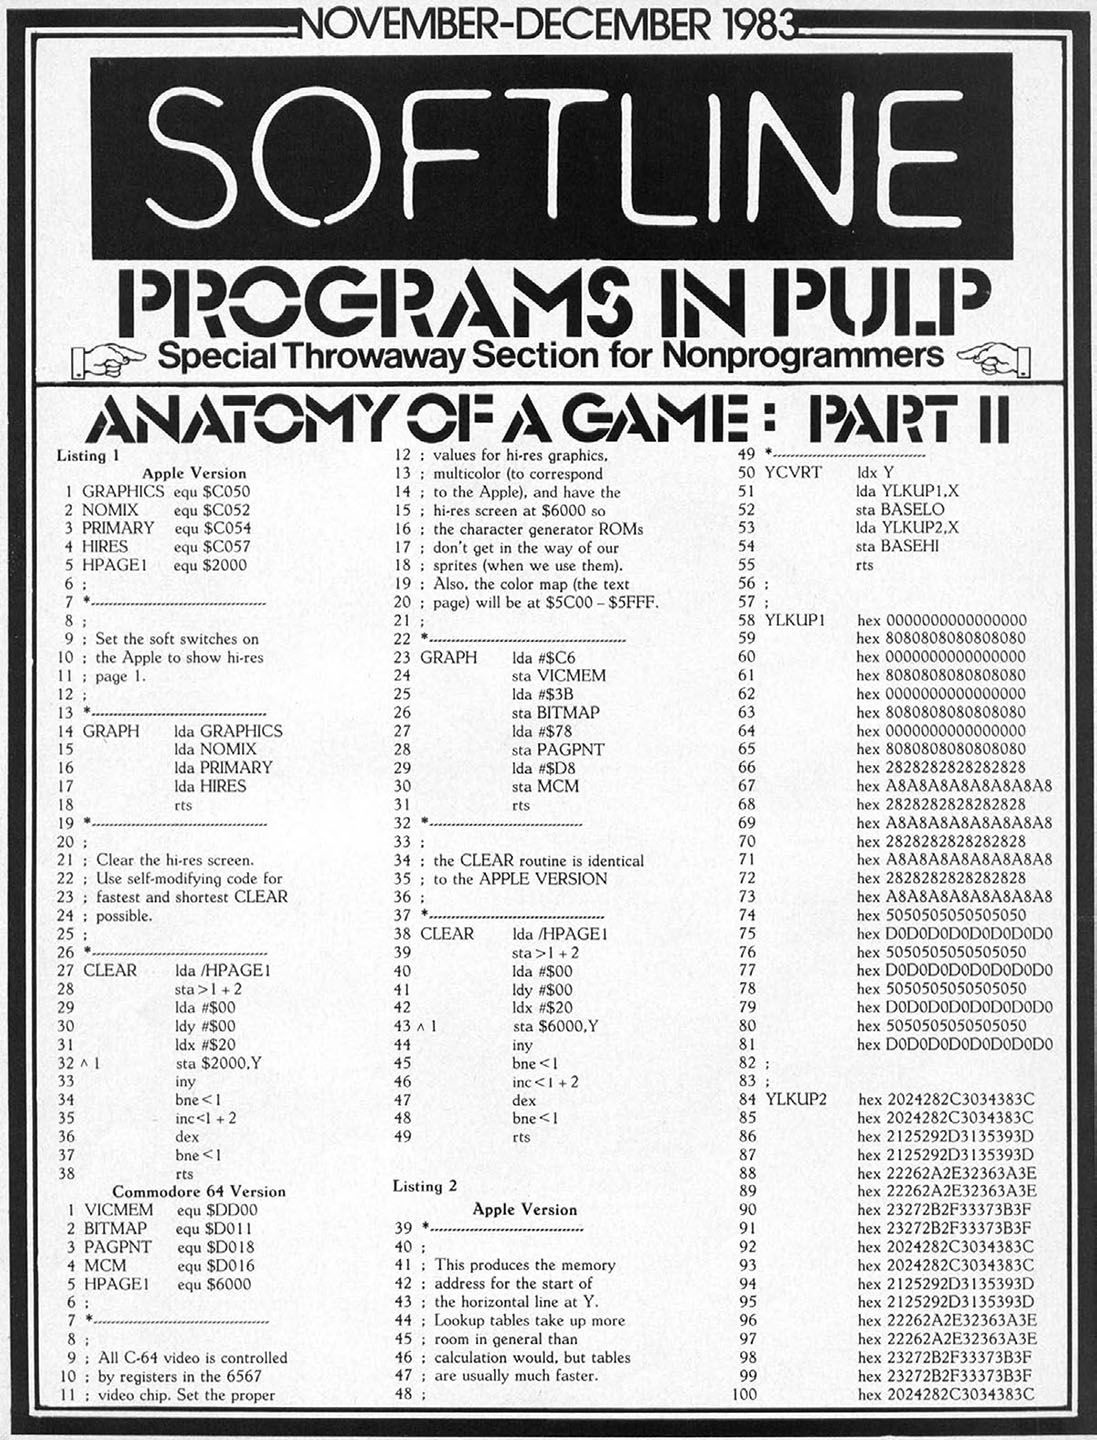 NOVEMBER-DECEMBER 1983
SOFTLINE
PROGRAMS IN PULP
Special Throwaway Section for Nonprogrammers
ANATOMY OF A GAME: PART II
Listing 1
Apple Version
1 GRAPHICS equ $C050
2 NOMIX equ $C052
3 PRIMARY equ $C054
4 HIRES equ $C057
5 HPAGE1 equ $2000
6 ;
7 *--------------------------------
8 ;
9 ; Set the soft switches on
10 ; the Apple to show hi-res
11 ; page 1.
12 ;
13 *--------------------------------
14 GRAPH lda GRAPHICS
15 lda NOMIX
16 lda PRIMARY
17 lda HIRES
18 rts
19 *--------------------------------
20 ;
21 ; Clear the hi-res screen.
22 ; Use self-modifying code for
23 ; fastest and shortest CLEAR
24 ; possible.
25 ;
26 *--------------------------------
27 CLEAR lda /HPAGE1
28 sta>1+2
29 lda #$00
30 ldy #$00
31 ldx #$20
32 ^ 1 sta $2000,Y
33 iny
34 bne<1
35 inc<1+2
36 dex
37 bne<1
38 rts
Commodore 64 Version
1 VICMEM equ $DD00
2 BITMAP equ $D011
3 PAGPNT equ $D018
4 MCM equ $D016
5 HPAGE1 equ $6000
6 ;
7 *--------------------------------
8 ;
9 ; All C-64 video is controlled
10 ; by registers in the 6567
11 ; video chip. Set the proper
12 ; values for hi-res graphics,
13 ; multicolor (to correspond
14 ; to the Apple), and have the
15 ; hi-res screen at $6000 so
16 ; the character generator ROMs
17 ; don't get in the way of our
18 ; sprites (when we use them).
19 ; Also, the color map (the text
20 ; page) will be at $5C00 – $5FFF.
21 ;
22 *------------------------------------
23 GRAPH lda #$C6
24 sta VICMEM
25 lda #$3B
26 sta BITMAP
27 lda #$78
28 sta PAGPNT
29 lda #$D8
30 sta MCM
31 rts
32 *----------------------------
33 ;
34 ; the CLEAR routine is identical
35 ; to the APPLE VERSION
36 ;
37 *--------------------------------
38 CLEAR lda /HPAGE1
39 sta>1+2
40 lda #$00
41 ldy #$00
42 ldx #$20
43 ^ 1 sta $6000,Y
44 iny
45 bne<1
46 inc<1+2
47 dex
48 bne<1
49 rts
Listing 2
Apple Version
39 *----------------------------
40 ;
41 ; This produces the memory
42 ; address for the start of
43 ; the horizontal line at Y.
44 ; Lookup tables take up more
45 ; room in general than
46 ; calculation would, but tables
47 ; are usually much faster.
48 ;
49 *----------------------------
50 YCVRT ldx Y
51 lda YLKUP1,X
52 sta BASELO
53 lda YLKUP2,X
54 sta BASEHI
55 rts
56 ;
57 ;
58 YLKUP1 hex 0000000000000000
59 hex 8080808080808080
60 hex 0000000000000000
61 hex 8080808080808080
62 hex 0000000000000000
63 hex 8080808080808080
64 hex 0000000000000000
65 hex 8080808080808080
66 hex 2828282828282828
67 hex A8A8A8A8A8A8A8A8
68 hex 2828282828282828
69 hex A8A8A8A8A8A8A8A8
70 hex 2828282828282828
71 hex A8A8A8A8A8A8A8A8
72 hex 2828282828282828
73 hex A8A8A8A8A8A8A8A8
74 hex 5050505050505050
75 hex D0D0D0D0D0D0D0D0
76 hex 5050505050505050
77 hex D0D0D0D0D0D0D0D0
78 hex 5050505050505050
79 hex D0D0D0D0D0D0D0D0
80 hex 5050505050505050
81 hex D0D0D0D0D0D0D0D0
82 ;
83 ;
84 YLKUP2 hex 2024282C3034383C
85 hex 2024282C3034383C
86 hex 2125292D3135393D
87 hex 2125292D3135393D
88 hex 22262A2E32363A3E
89 hex 22262A2E32363A3E
90 hex 23272B2F33373B3F
91 hex 23272B2F33373B3F
92 hex 2024282C3034383C
93 hex 2024282C3034383C
94 hex 2125292D3135393D
95 hex 2125292D3135393D
96 hex 22262A2E32363A3E
97 hex 22262A2E32363A3E
98 hex 23272B2F33373B3F
99 hex 23272B2F33373B3F
100 hex 2024282C3034383C